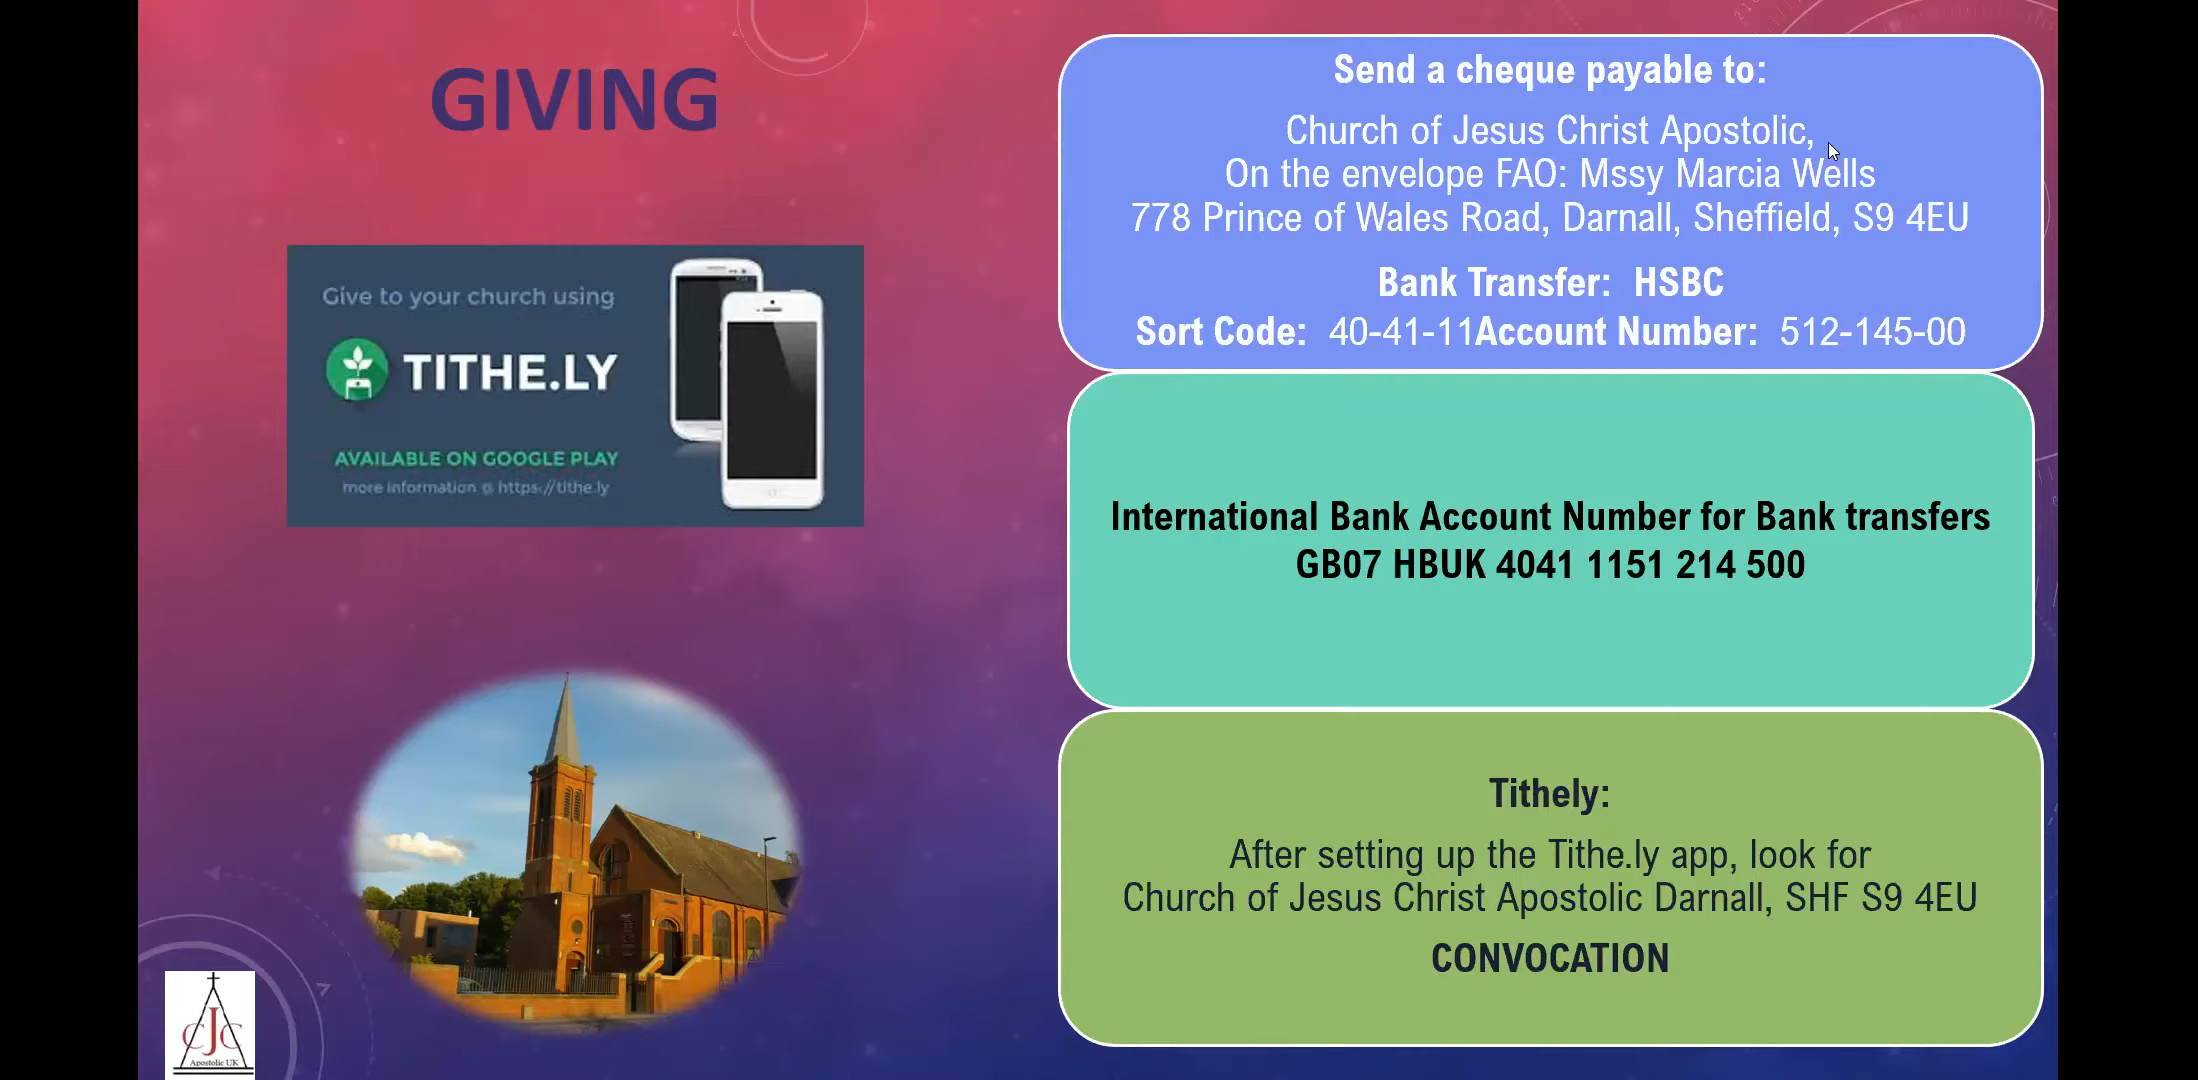 GIVING
Give to your church using
TITHE.LY
AVAILABLE ON GOOGLE PLAY
more information @ https://tithe.ly
CJC
Apostolic UK
Send a cheque payable to:
Church of Jesus Christ Apostolic,
On the envelope FAO: Mssy Marcia Wells
778 Prince of Wales Road, Darnall, Sheffield, S9 4EU
Bank Transfer: HSBC
Sort Code: 40-41-11Account Number: 512-145-00
International Bank Account Number for Bank transfers
GB07 HBUK 4041 1151 214 500
Tithely:
After setting up the Tithe.ly app, look for
Church of Jesus Christ Apostolic Darnall, SHF S9 4EU
CONVOCATION